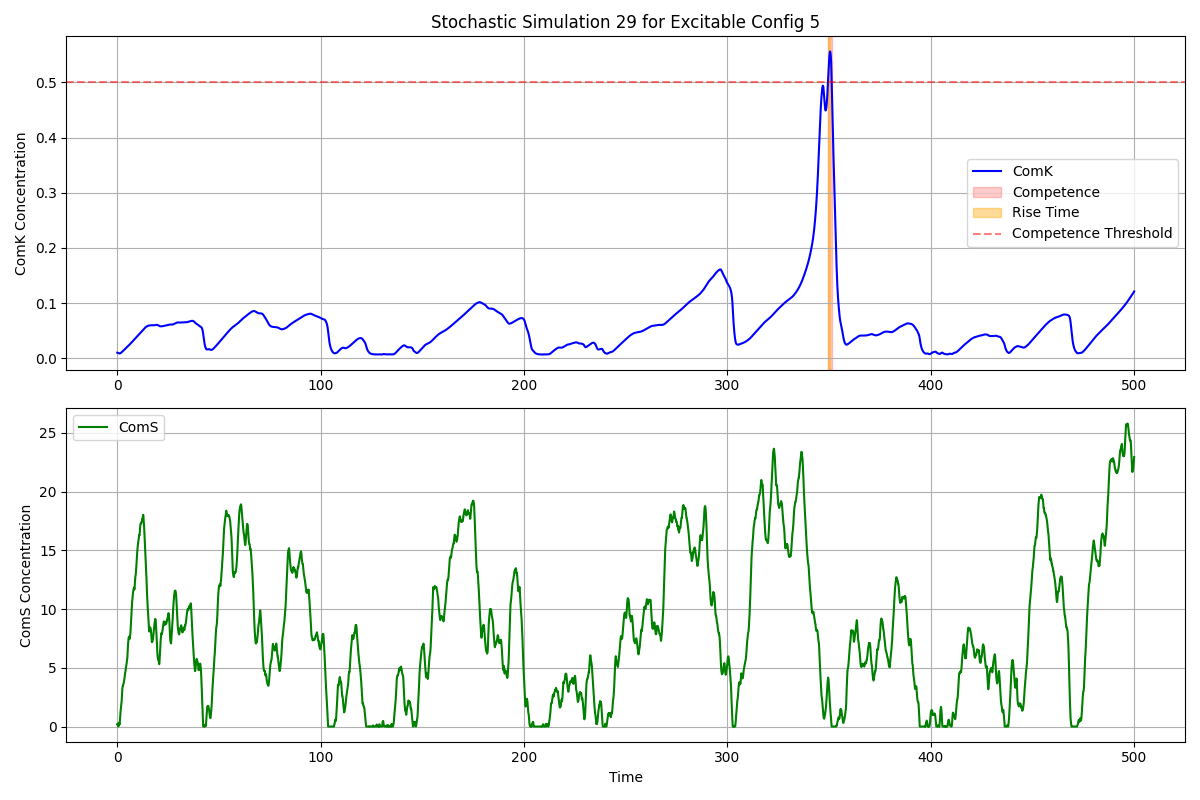 Stochastic Simulation 29 for Excitable Config 5
ComK Concentration
0.5
0.4
0.3
0.2
0.1
0.0
ComK
Competence
Rise Time
Competence Threshold
0 100 200 300 400 500
ComS Concentration
25
20
15
10
5
0
ComS
0 100 200 300 400 500
Time